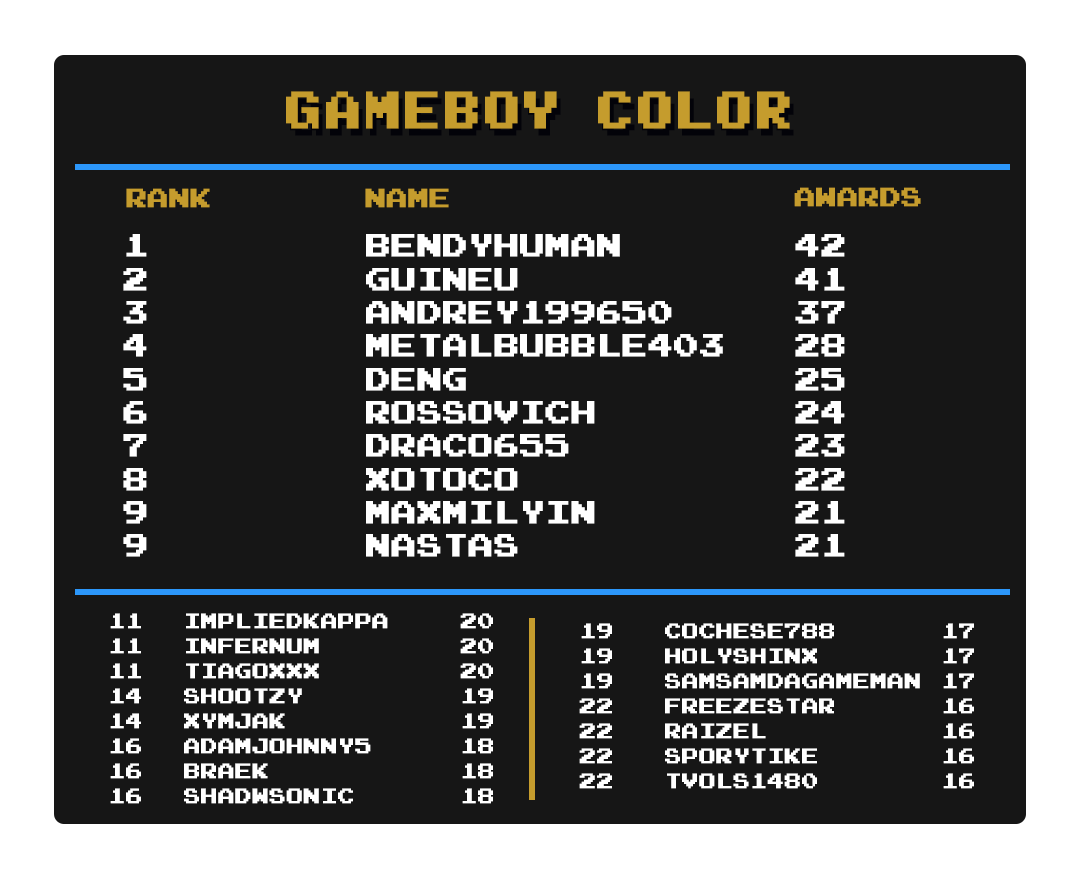 GAMEBOY COLOR
RANK NAME AWARDS
1 BENDYHUMAN 42
2 GUINEU 41
3 ANDREY199650 37
4 METALBUBBLE403 28
5 DENG 25
6 ROSSOVICH 24
7 DRACO655 23
8 XOTOCO 22
9 MAXMILYIN 21
9 NASTAS 21
11 IMPLIEDKAPPA 20
11 INFERNUM 20
11 TIAGOXXX 20
14 SHOOTZY 19
14 XYMJAK 19
16 ADAMJOHNNY5 18
16 BRAEK 18
16 SHADWSONIC 18
19 COCHESE788 17
19 HOLYSHINX 17
19 SAMSAMDAGAMEMAN 17
22 FREEZESTAR 16
22 RAIZEL 16
22 SPORYTIKE 16
22 TVOLS1480 16